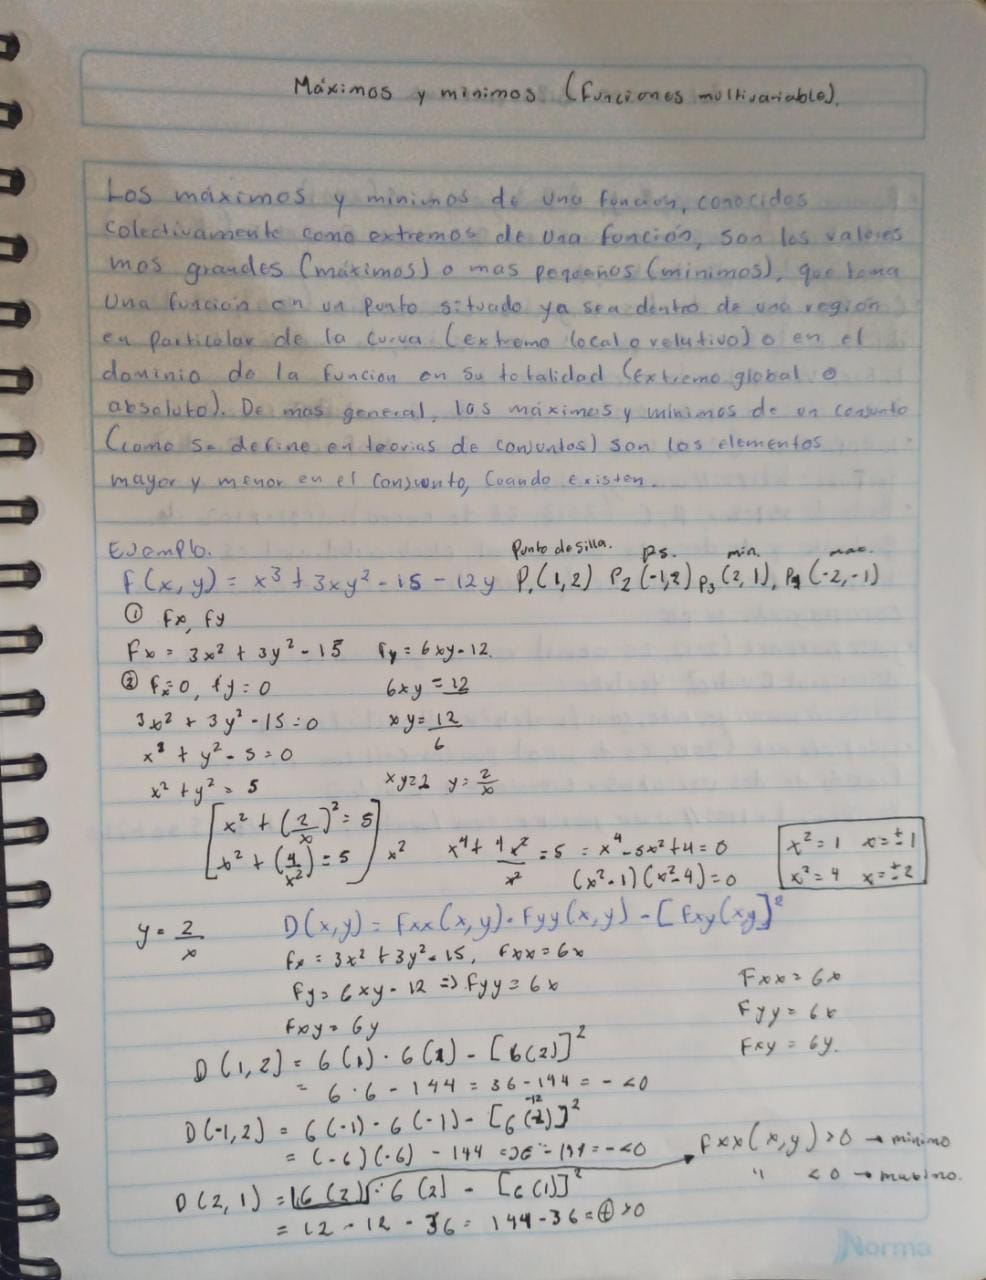 Máximos y mínimos (funciones multivariable).
Los máximos y mínimos de una función, conocidos
colectivamente como extremos de una función, son los valores
mas grandes (máximos) o mas pequeños (mínimos), que toma
una función en un punto situado ya sea dentro de una región
en particular de la curva (extremo local o relativo) o en el
dominio de la función en su totalidad (extremo global o
absoluto). De mas general, los máximos y mínimos de un conjunto
(como se define en teorias de conjuntos) son los elementos
mayor y menor en el conjunto, cuando existen.
Ejemplo. Punto de silla. Ps. min. max.
f(x, y) = x³ + 3xy² - 15 - 12y P₁(1, 2) P₂(-1,2) P₃(2, 1), P₄(-2,-1)
① fx, fy
fx = 3x² + 3y² - 15 fy = 6xy - 12.
② fx=0, fy=0 6xy = 12
3x² + 3y² - 15 = 0 xy = 12/6
x² + y² - 5 = 0
x² + y² = 5 xy=2 y = 2/x
[x² + (2/x)² = 5
x² + (4/x²) = 5] x² x⁴ + 4x²/x² = 5 = x⁴ - 5x² + 4 = 0 x² = 1 x = ±1
(x² - 1)(x² - 4) = 0 x² = 4 x = ±2
y = 2/x D(x, y) = fxx(x, y) · fyy(x, y) - [fxy(xy)]²
fx = 3x² + 3y² - 15, fxx = 6x
fy = 6xy - 12 => fyy = 6x fxx = 6x
fxy = 6y fyy = 6x
fxy = 6y.
D(1, 2) = 6(1) · 6(1) - [6(2)]²
= 6 · 6 - 144 = 36 - 144 = - <0
D(-1, 2) = 6(-1) · 6(-1) - [6(-2)]² -12
= (-6)(-6) - 144 = 36 - 144 = - <0 fxx(x, y) >0 → minimo
" <0 → maximo.
D(2, 1) = 6(2) · 6(2) - [6(1)]²
= 12 - 12 - 36 = 144 - 36 = ⊕ >0
Norma